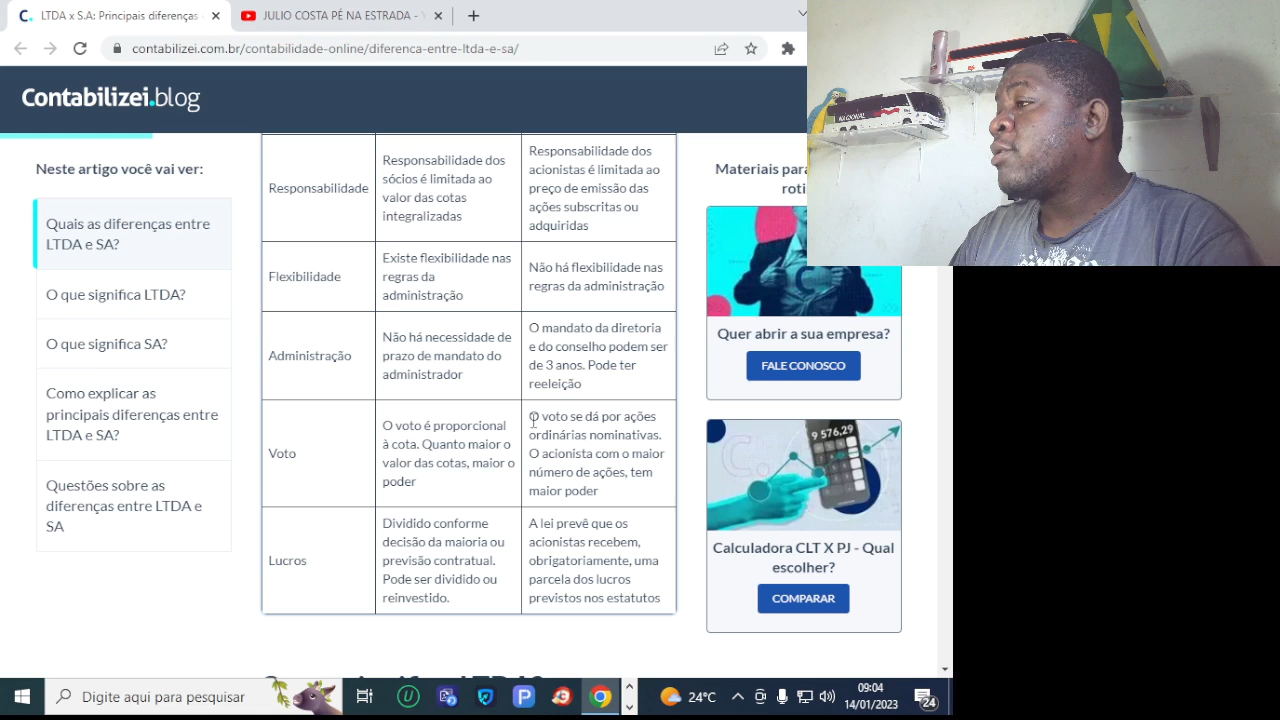 LTDA x S.A: Principais diferenças
JULIO COSTA PÉ NA ESTRADA - Y
contabilizei.com.br/contabilidade-online/diferenca-entre-ltda-e-sa/
Contabilizei.blog
NACIONAL
Neste artigo você vai ver:
Quais as diferenças entre
LTDA e SA?
O que significa LTDA?
O que significa SA?
Como explicar as
principais diferenças entre
LTDA e SA?
Questões sobre as
diferenças entre LTDA e
SA
Responsabilidade
Responsabilidade dos
sócios é limitada ao
valor das cotas
integralizadas
Responsabilidade dos
acionistas é limitada ao
preço de emissão das
ações subscritas ou
adquiridas
Flexibilidade
Existe flexibilidade nas
regras da
administração
Não há flexibilidade nas
regras da administração
Administração
Não há necessidade de
prazo de mandato do
administrador
O mandato da diretoria
e do conselho podem ser
de 3 anos. Pode ter
reeleição
Voto
O voto é proporcional
à cota. Quanto maior o
valor das cotas, maior o
poder
O voto se dá por ações
ordinárias nominativas.
O acionista com o maior
número de ações, tem
maior poder
Lucros
Dividido conforme
decisão da maioria ou
previsão contratual.
Pode ser dividido ou
reinvestido.
A lei prevê que os
acionistas recebem,
obrigatoriamente, uma
parcela dos lucros
previstos nos estatutos
Materiais para
Quer abrir a sua empresa?
FALE CONOSCO
9 576,29
Calculadora CLT X PJ - Qual
escolher?
COMPARAR
Digite aqui para pesquisar
24°C
09:04
14/01/2023
24